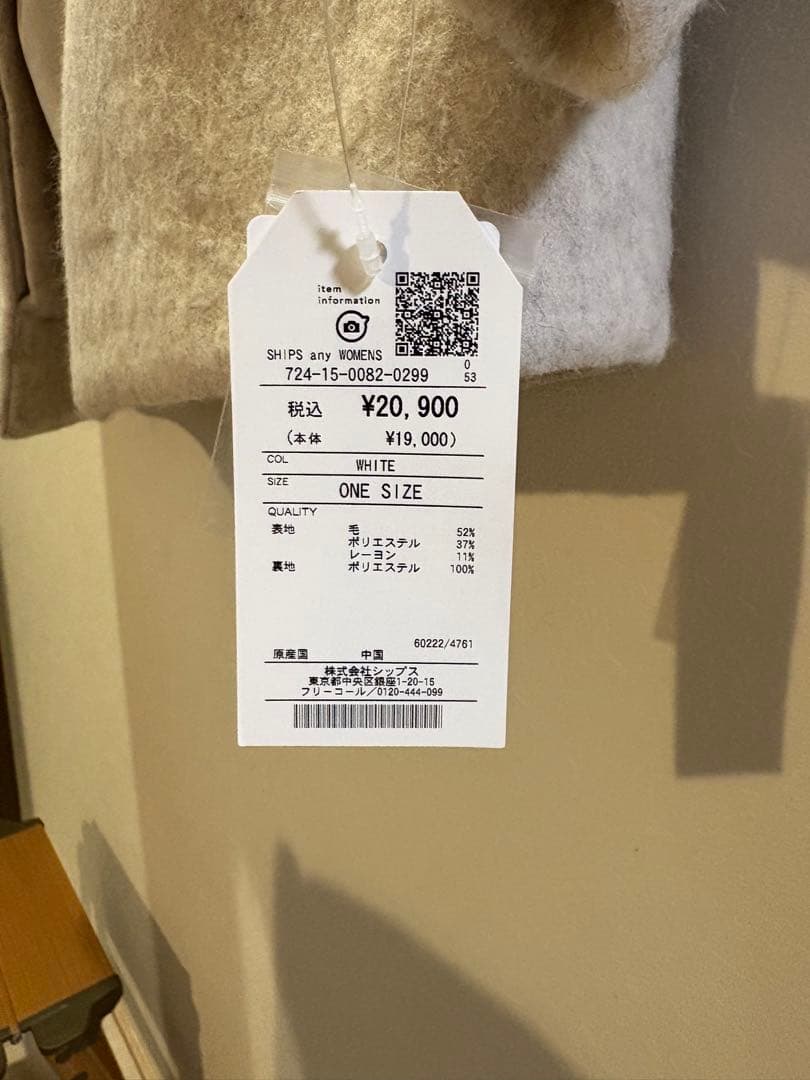 item
information
SHIPS any WOMENS
724-15-0082-0299
0
53
税込 ¥20,900
(本体 ¥19,000)
COL WHITE
SIZE ONE SIZE
QUALITY
表地 毛 52%
ポリエステル 37%
レーヨン 11%
裏地 ポリエステル 100%
60222/4761
原産国 中国
株式会社シップス
東京都中央区銀座1-20-15
フリーコール/0120-444-099